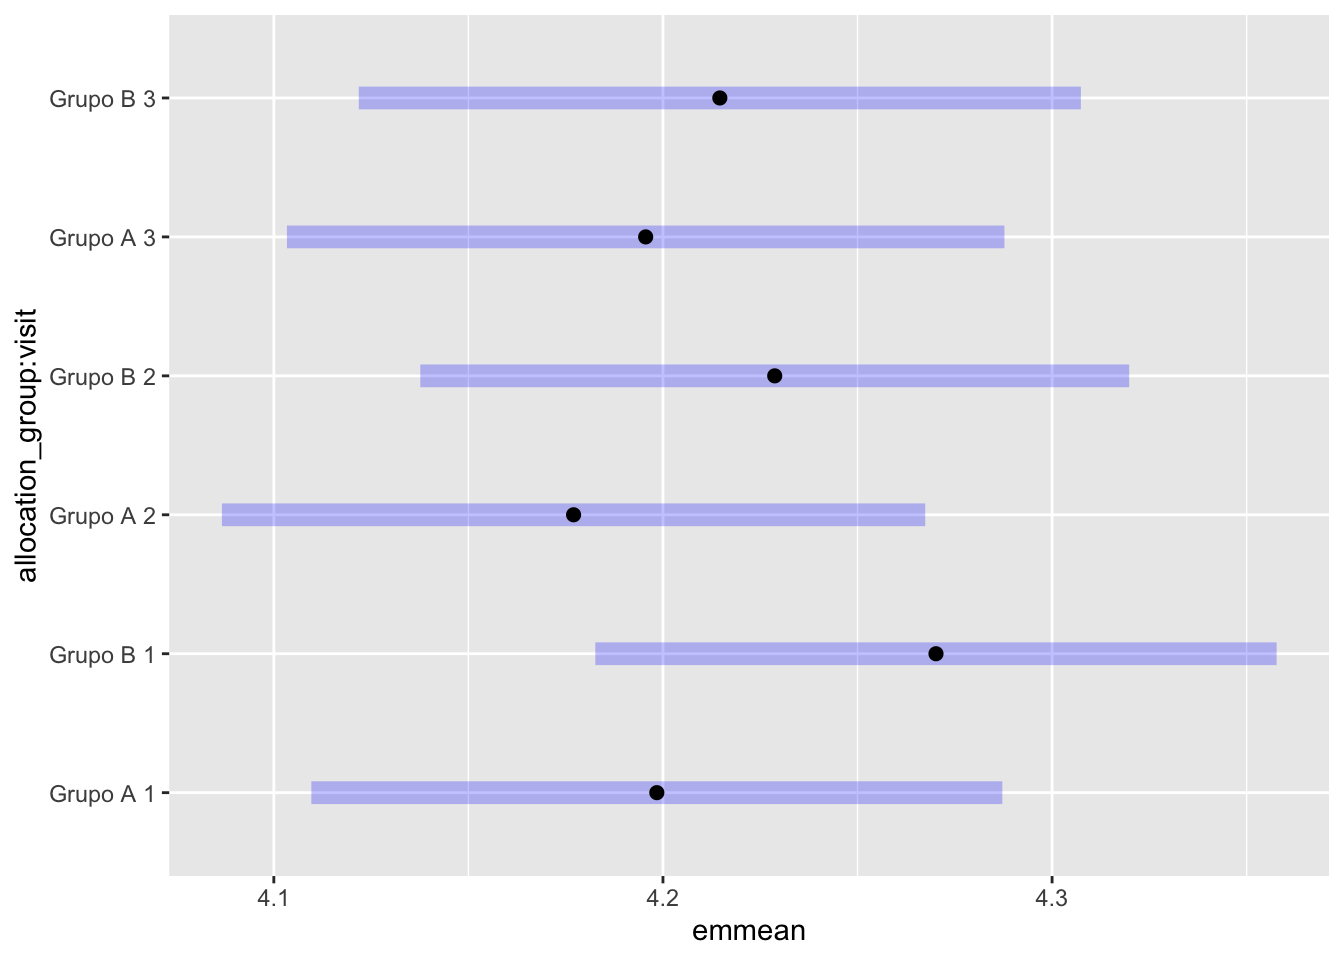 allocation_group:visit
Grupo B 3
Grupo A 3
Grupo B 2
Grupo A 2
Grupo B 1
Grupo A 1
4.1 4.2 4.3
emmean